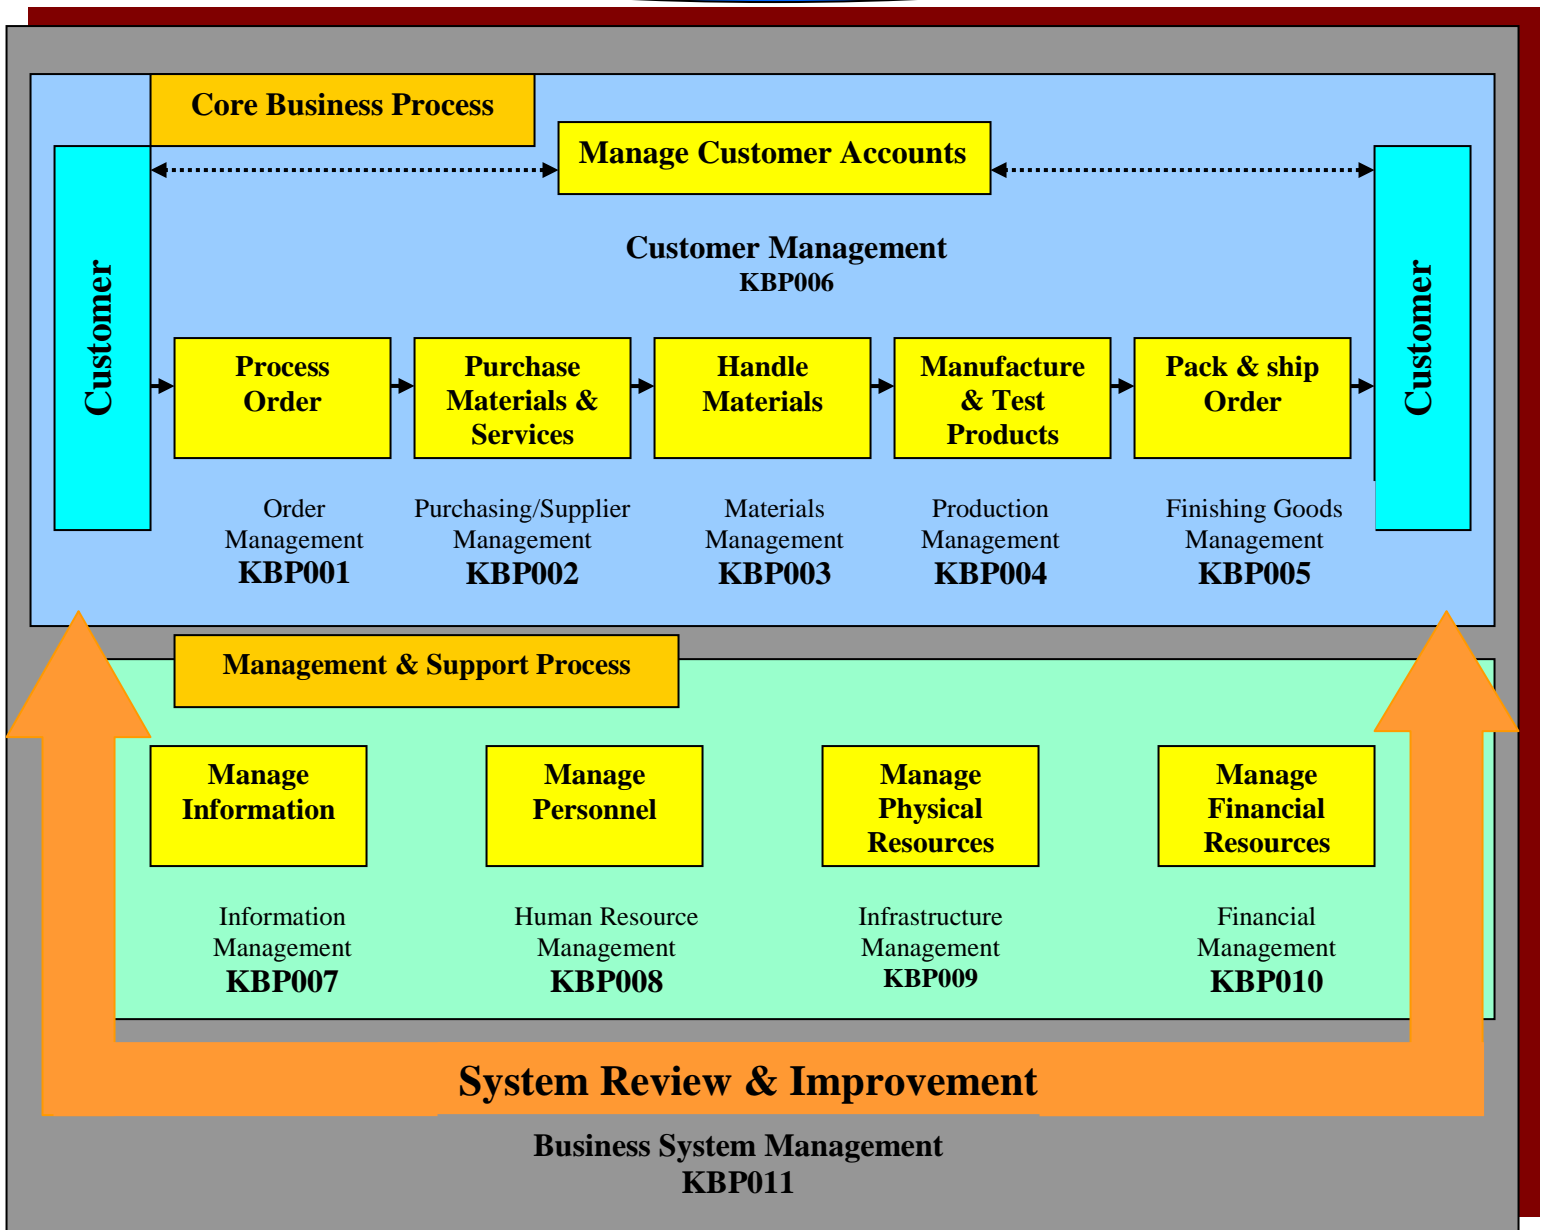 Core Business Process
Manage Customer Accounts
Customer Management
KBP006
Customer
Customer
Process
Order
Purchase
Materials &
Services
Handle
Materials
Manufacture
& Test
Products
Pack & ship
Order
Order
Management
KBP001
Purchasing/Supplier
Management
KBP002
Materials
Management
KBP003
Production
Management
KBP004
Finishing Goods
Management
KBP005
Management & Support Process
Manage
Information
Manage
Personnel
Manage
Physical
Resources
Manage
Financial
Resources
Information
Management
KBP007
Human Resource
Management
KBP008
Infrastructure
Management
KBP009
Financial
Management
KBP010
System Review & Improvement
Business System Management
KBP011